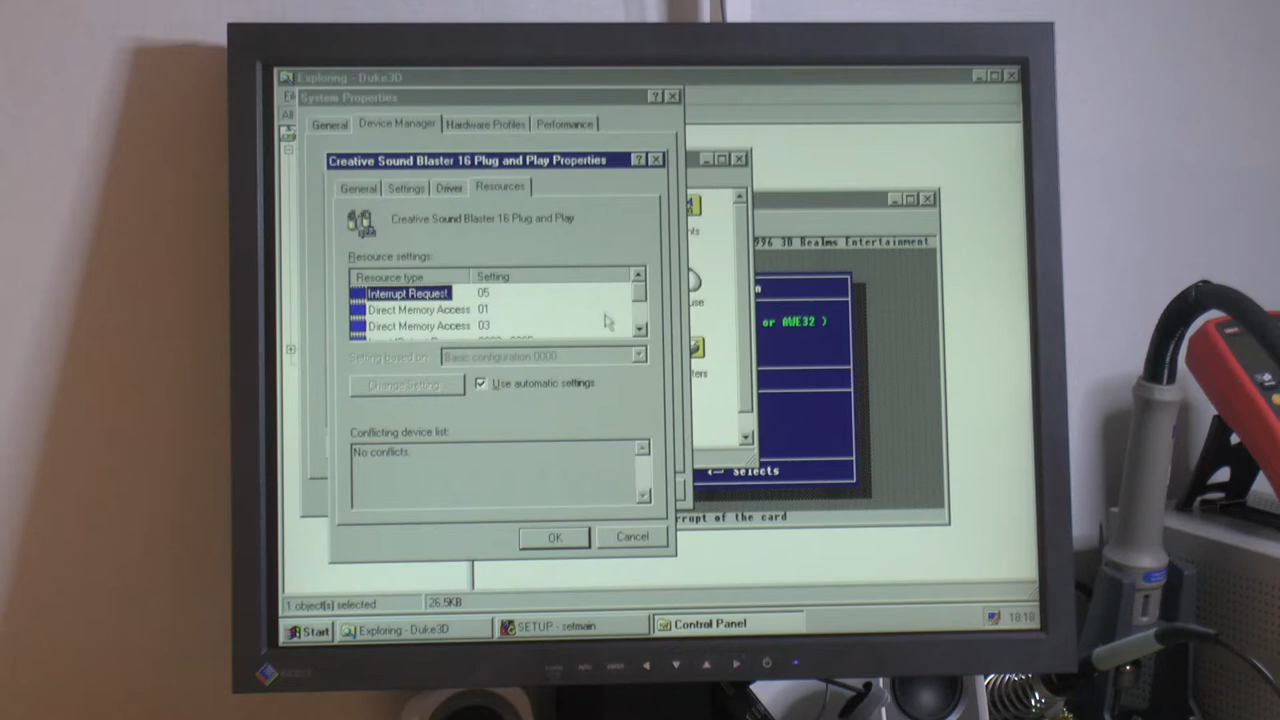 Exploring - Duke3D
System Properties
General
Device Manager
Hardware Profiles
Performance
Creative Sound Blaster 16 Plug and Play Properties
General
Settings
Driver
Resources
Creative Sound Blaster 16 Plug and Play
Resource settings:
Resource type Setting
Interrupt Request 05
Direct Memory Access 01
Direct Memory Access 03
Setting based on: Basic configuration 0000
Change Setting...
Use automatic settings
Conflicting device list:
No conflicts.
OK
Cancel
996 3D Realms Entertainment
or AWE32 )
Selects
rrupt of the card
1 object(s) selected
26,5KB
Start
Exploring - Duke3D
SETUP - setmain
Control Panel
18:18